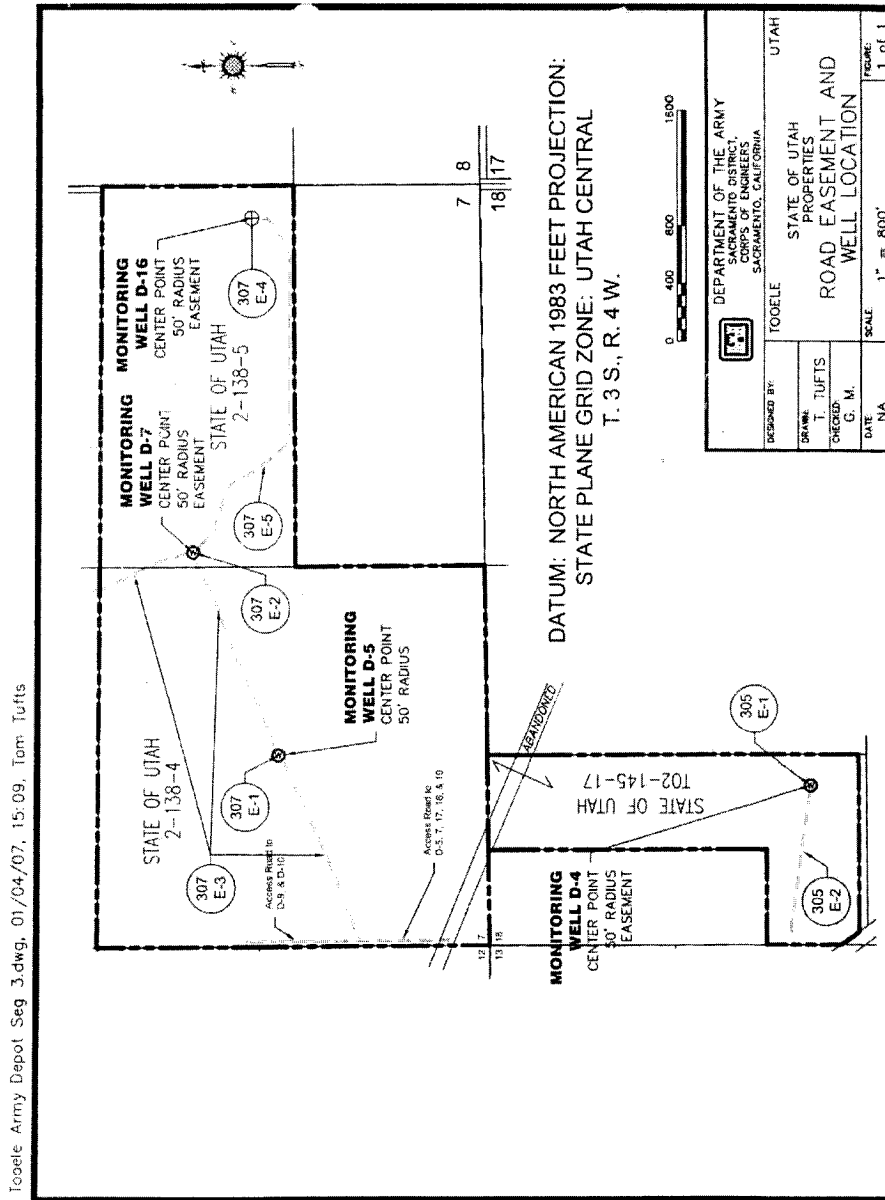 Tooele Army Depot Seg 3.dwg, 01/04/07, 15:09, Tom Tufts
STATE OF UTAH
2-138-4
307
E-3
Access Road to
D-9, & D-10
307
E-1
MONITORING
WELL D-5
CENTER POINT
50' RADIUS
Access Road to
D-5, 7, 17, 18, & 19
307
E-2
MONITORING
WELL D-7
CENTER POINT
50' RADIUS
EASEMENT
307
E-5
MONITORING
WELL D-16
CENTER POINT
50' RADIUS
EASEMENT
STATE OF UTAH
2-138-5
307
E-4
7
8
18
17
12
7
13
18
ABANDONED
STATE OF UTAH
T02-145-17
MONITORING
WELL D-4
CENTER POINT
50' RADIUS
EASEMENT
305
E-1
305
E-2
DATUM: NORTH AMERICAN 1983 FEET PROJECTION:
STATE PLANE GRID ZONE: UTAH CENTRAL
T. 3 S., R. 4 W.
0 400 800 1600
DEPARTMENT OF THE ARMY
SACRAMENTO DISTRICT,
CORPS OF ENGINEERS
SACRAMENTO, CALIFORNIA
DESIGNED BY:
TOOELE
UTAH
DRAWN:
T. TUFTS
CHECKED:
G. M.
STATE OF UTAH
PROPERTIES
ROAD EASEMENT AND
WELL LOCATION
DATE
NA
SCALE:
1" = 800'
FIGURE:
1 of 1